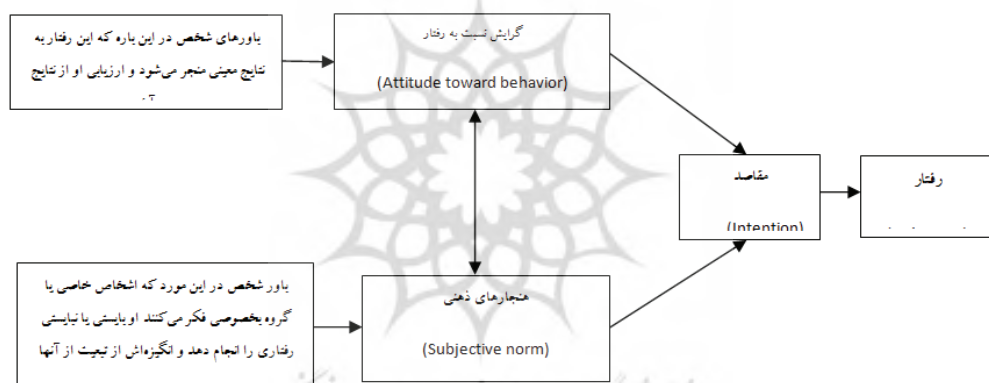 باورهای شخص در این باره که این رفتار به
نتایج معینی منجر می‌شود و ارزیابی او از نتایج
گرایش نسبت به رفتار
(Attitude toward behavior)
مقاصد
(Intention)
رفتار
باور شخص در این مورد که اشخاص خاصی یا
گروه بخصوصی فکر می‌کنند او بایستی یا نبایستی
رفتاری را انجام دهد و انگیزه‌اش از تبعیت از آنها
هنجارهای ذهنی
(Subjective norm)